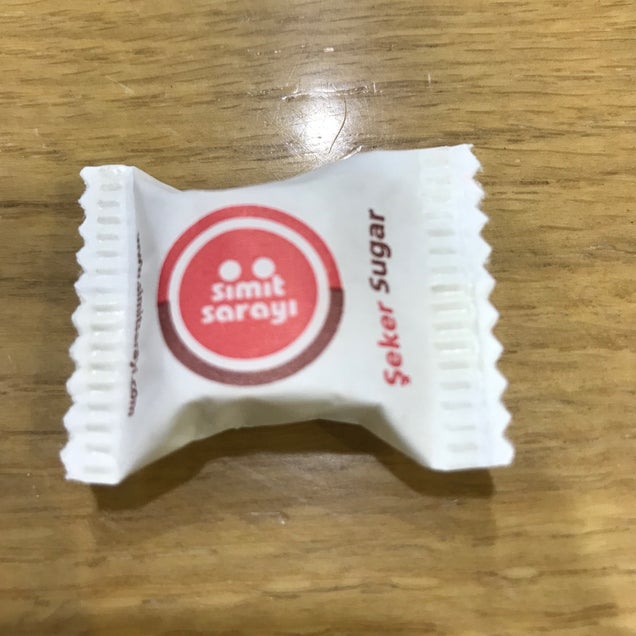 simit
sarayı
Şeker Sugar